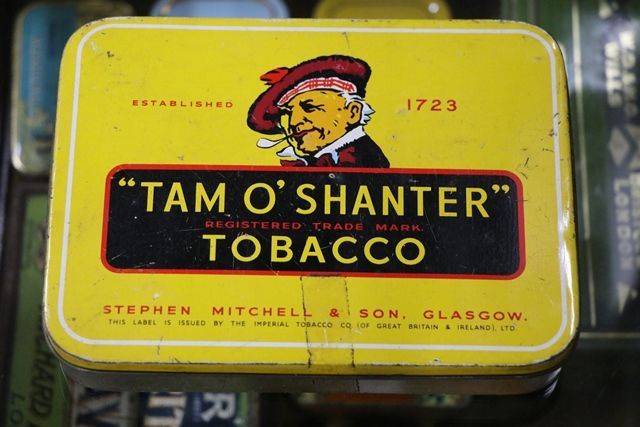 ESTABLISHED 1723
"TAM O' SHANTER"
REGISTERED TRADE MARK.
TOBACCO
STEPHEN MITCHELL & SON, GLASGOW.
THIS LABEL IS ISSUED BY THE IMPERIAL TOBACCO CO (OF GREAT BRITAIN & IRELAND), LTD.
LONDON